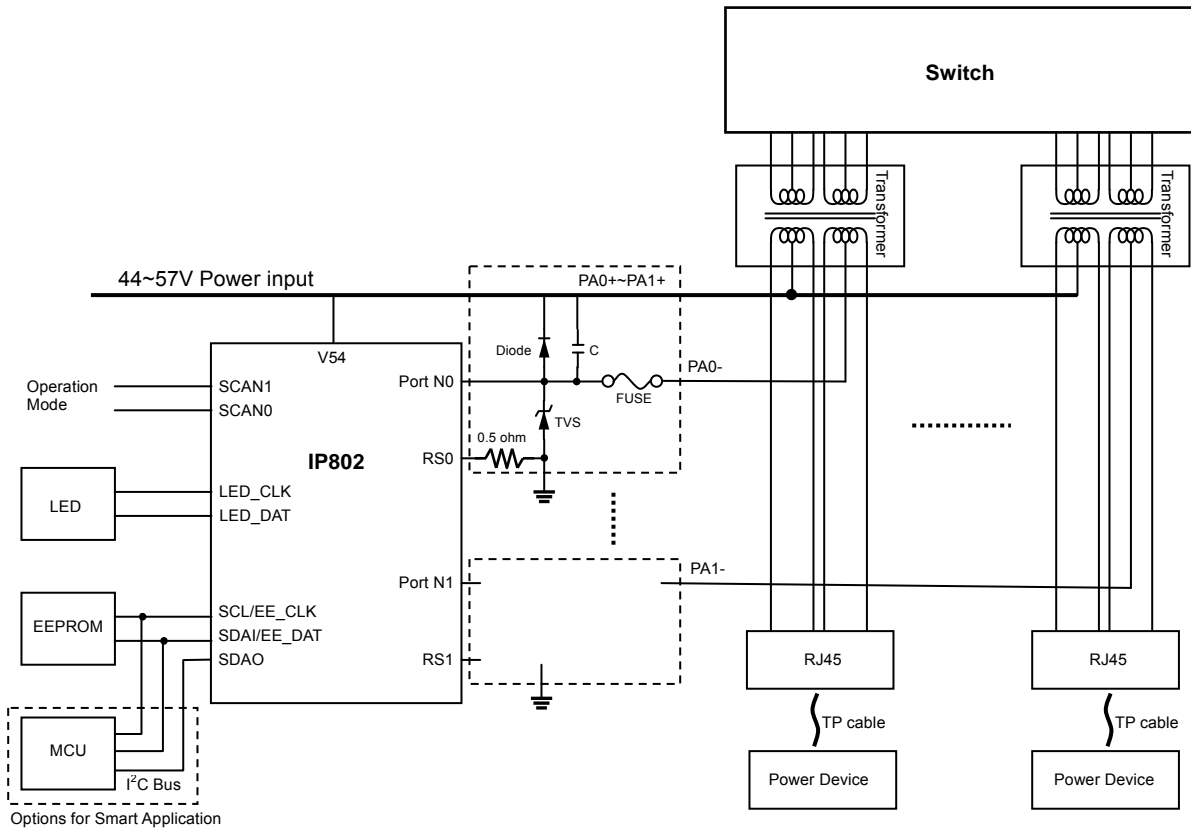 Switch
Transformer
Transformer
44~57V Power input
PA0+~PA1+
V54
Diode
C
PA0-
Operation
Mode
SCAN1
SCAN0
Port N0
FUSE
TVS
0.5 ohm
IP802
RS0
LED
LED_CLK
LED_DAT
Port N1
PA1-
EEPROM
SCL/EE_CLK
SDAI/EE_DAT
SDAO
RS1
RJ45
RJ45
MCU
I²C Bus
TP cable
TP cable
Power Device
Power Device
Options for Smart Application